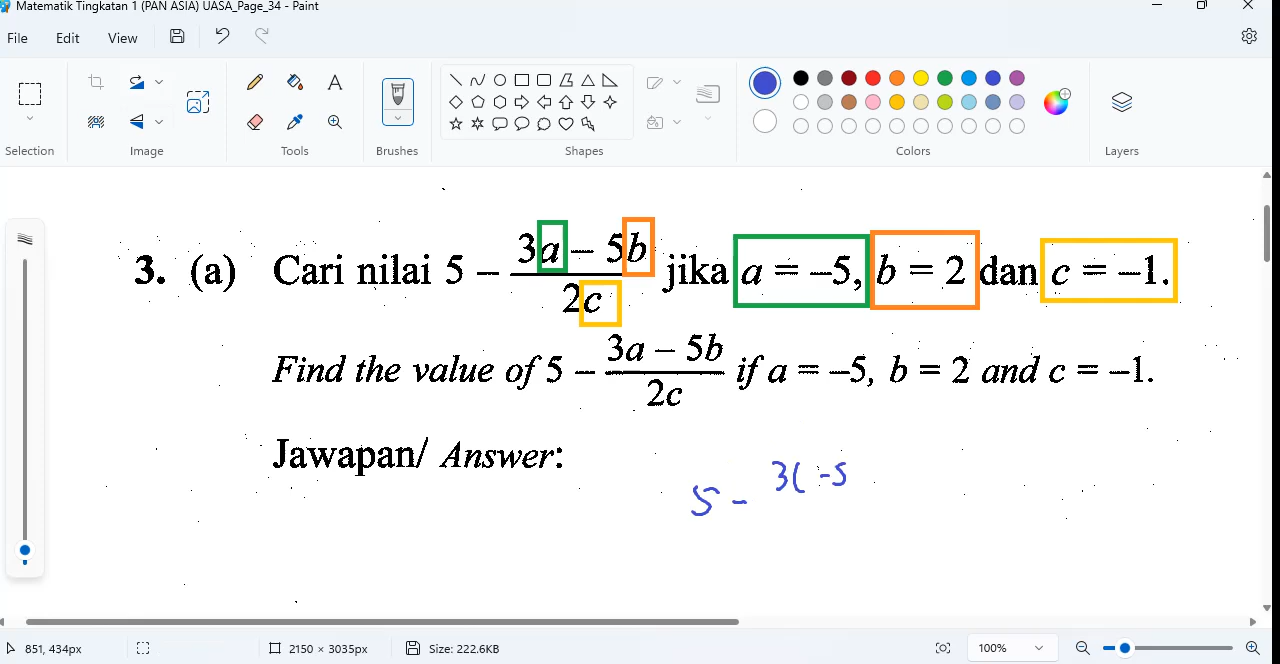 Matematik Tingkatan 1 (PAN ASIA) UASA_Page_34 - Paint
File Edit View
Selection Image Tools Brushes Shapes Colors Layers
3. (a) Cari nilai 5 – (3a – 5b)/(2c) jika a = –5, b = 2 dan c = –1.
Find the value of 5 – (3a – 5b)/(2c) if a = –5, b = 2 and c = –1.
Jawapan/ Answer:
5 - 3( -5
851, 434px 2150 × 3035px Size: 222.6KB 100%